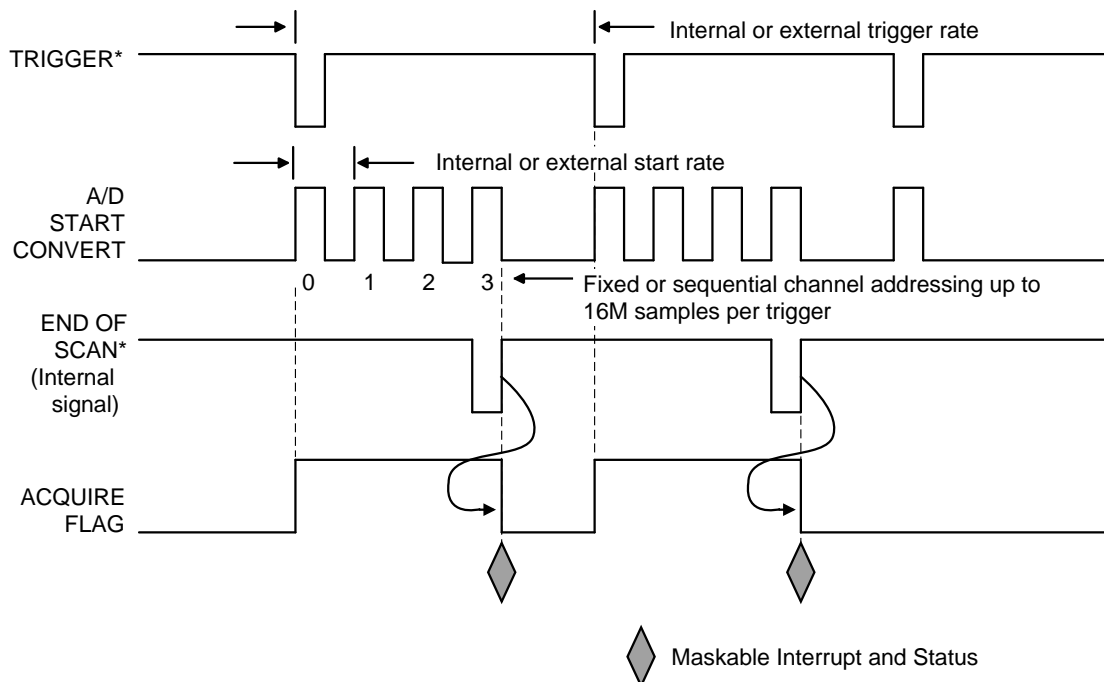 Internal or external trigger rate
TRIGGER*
Internal or external start rate
A/D
START
CONVERT
0 1 2 3
Fixed or sequential channel addressing up to
16M samples per trigger
END OF
SCAN*
(Internal
signal)
ACQUIRE
FLAG
Maskable Interrupt and Status